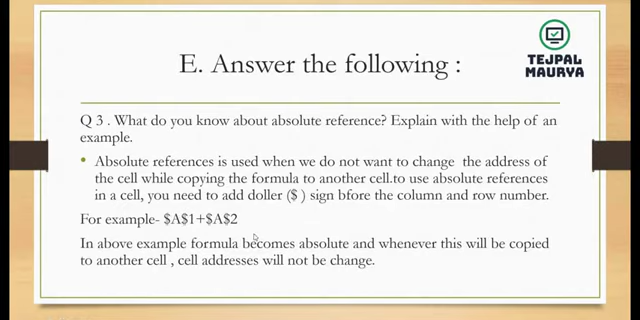 E. Answer the following :
TEJPAL
MAURYA
Q 3 . What do you know about absolute reference? Explain with the help of an
example.
• Absolute references is used when we do not want to change the address of
the cell while copying the formula to another cell.to use absolute references
in a cell, you need to add doller ($ ) sign bfore the column and row number.
For example- $A$1+$A$2
In above example formula becomes absolute and whenever this will be copied
to another cell , cell addresses will not be change.